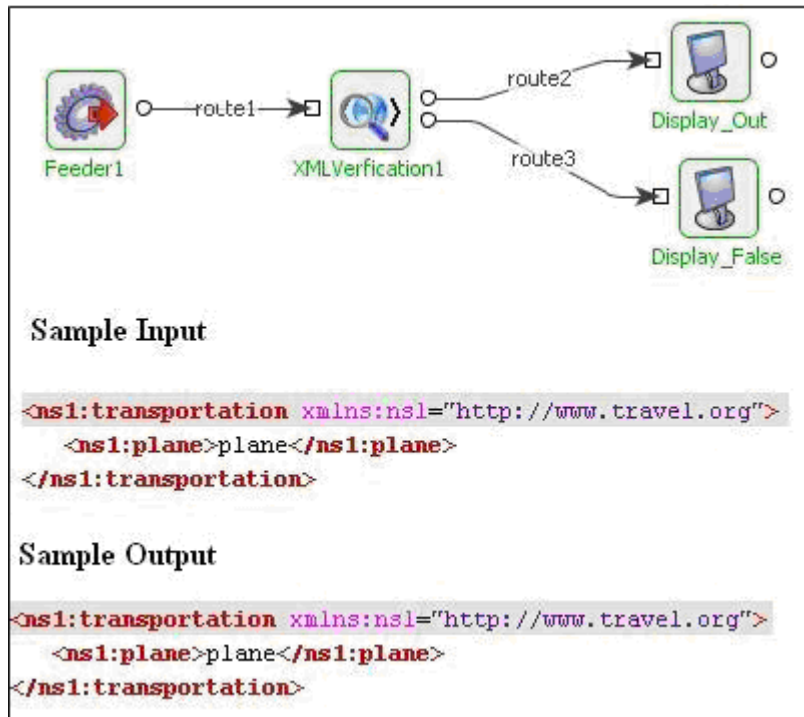 route2
route1
Display_Out
Feeder1
XMLVerfication1
route3
Display_False
Sample Input
<ns1:transportation xmlns:nsl="http://www.travel.org">
<ns1:plane>plane</ns1:plane>
</ns1:transportation>
Sample Output
<ns1:transportation xmlns:nsl="http://www.travel.org">
<ns1:plane>plane</ns1:plane>
</ns1:transportation>